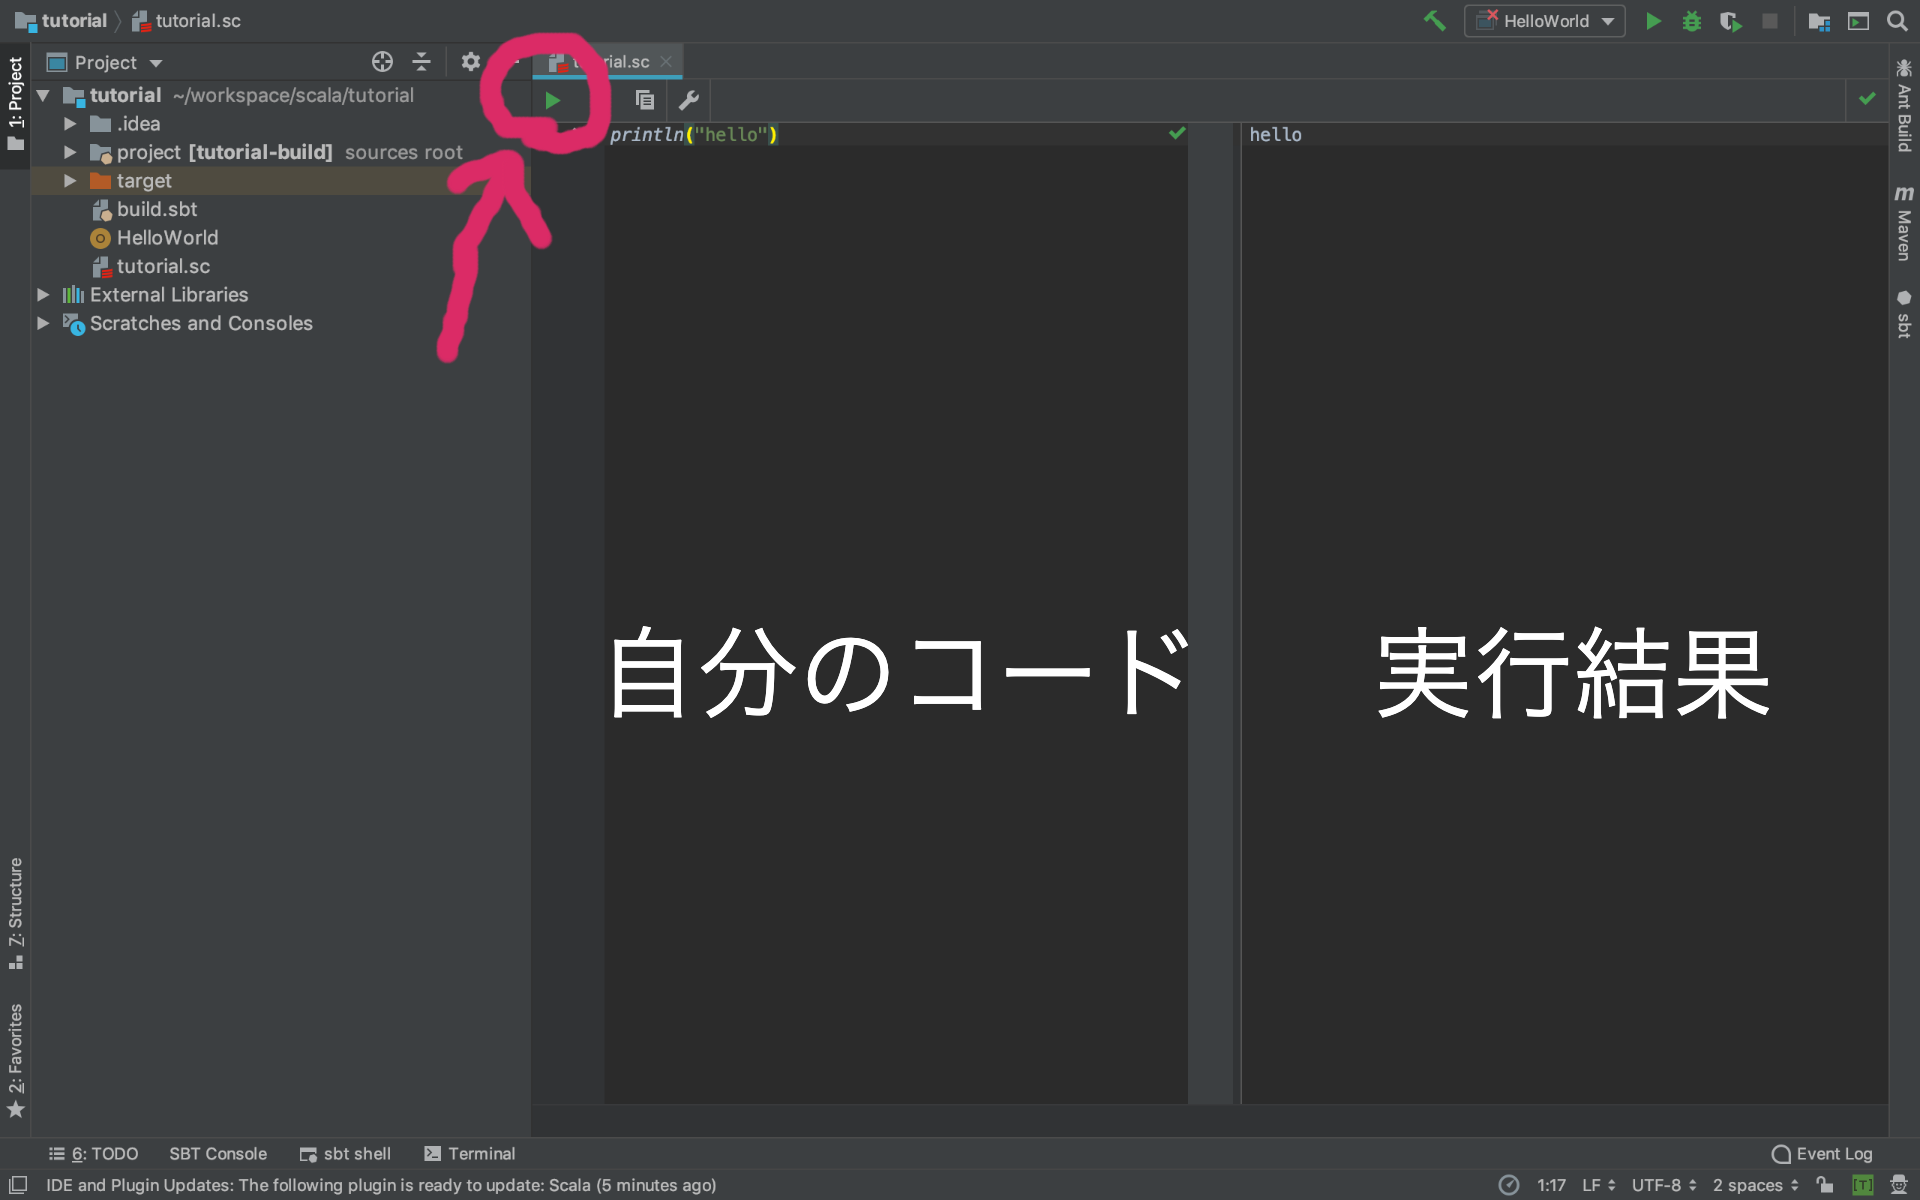 tutorial tutorial.sc HelloWorld
Project
tutorial.sc
1: Project
tutorial ~/workspace/scala/tutorial
.idea
project [tutorial-build] sources root
target
build.sbt
HelloWorld
tutorial.sc
External Libraries
Scratches and Consoles
println("hello")
hello
自分のコード
実行結果
Ant Build
Maven
sbt
7: Structure
2: Favorites
6: TODO SBT Console sbt shell Terminal Event Log
IDE and Plugin Updates: The following plugin is ready to update: Scala (5 minutes ago) 1:17 LF UTF-8 2 spaces [T]